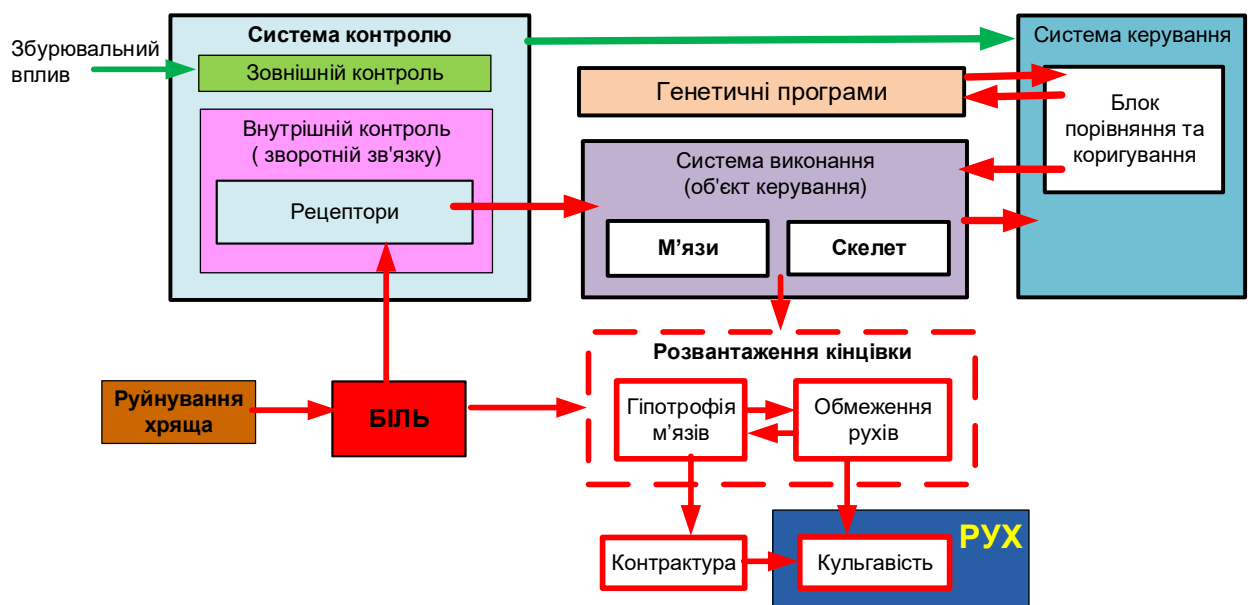 Збурювальний
вплив
Система контролю
Зовнішній контроль
Внутрішній контроль
( зворотній зв'язку)
Рецептори
Генетичні програми
Система виконання
(об'єкт керування)
М’язи
Скелет
Система керування
Блок
порівняння та
коригування
Руйнування
хряща
БІЛЬ
Розвантаження кінцівки
Гіпотрофія
м’язів
Обмеження
рухів
Контрактура
Кульгавість
РУХ